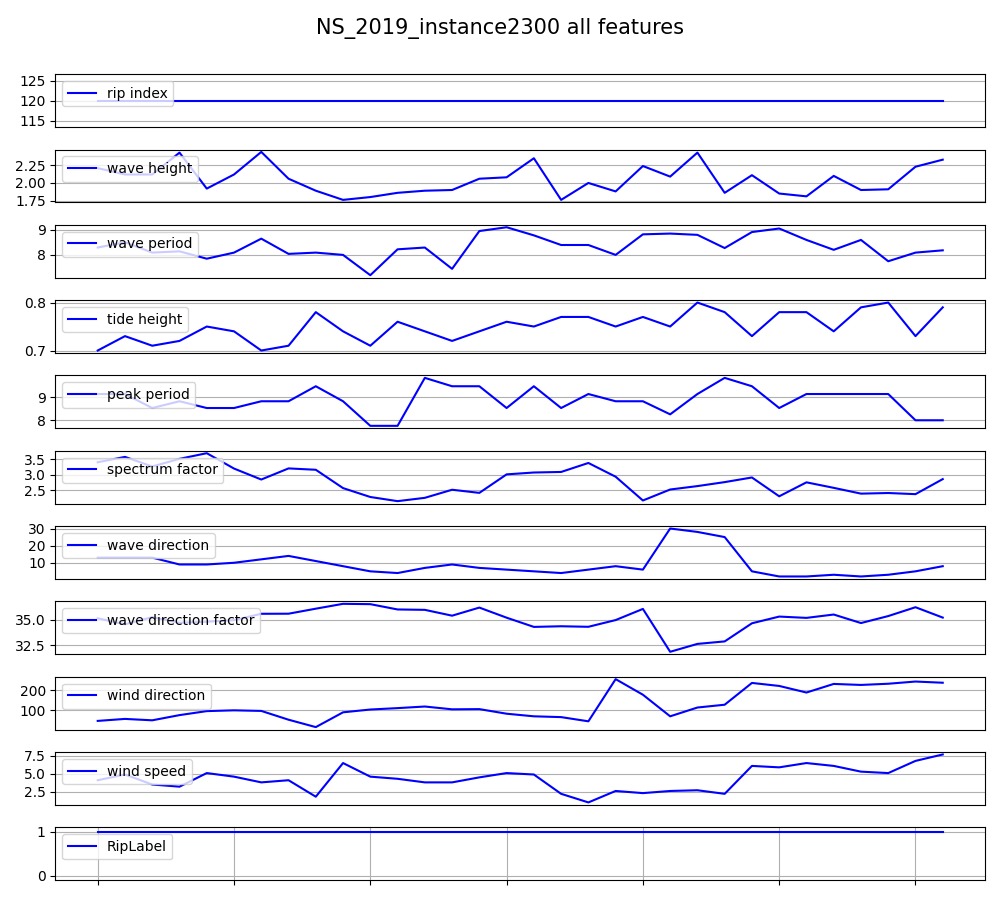 NS_2019_instance2300 all features
125
120
115
rip index
2.25
2.00
1.75
wave height
9
8
wave period
0.8
0.7
tide height
9
8
peak period
3.5
3.0
2.5
spectrum factor
30
20
10
wave direction
35.0
32.5
wave direction factor
200
100
wind direction
7.5
5.0
2.5
wind speed
1
0
RipLabel